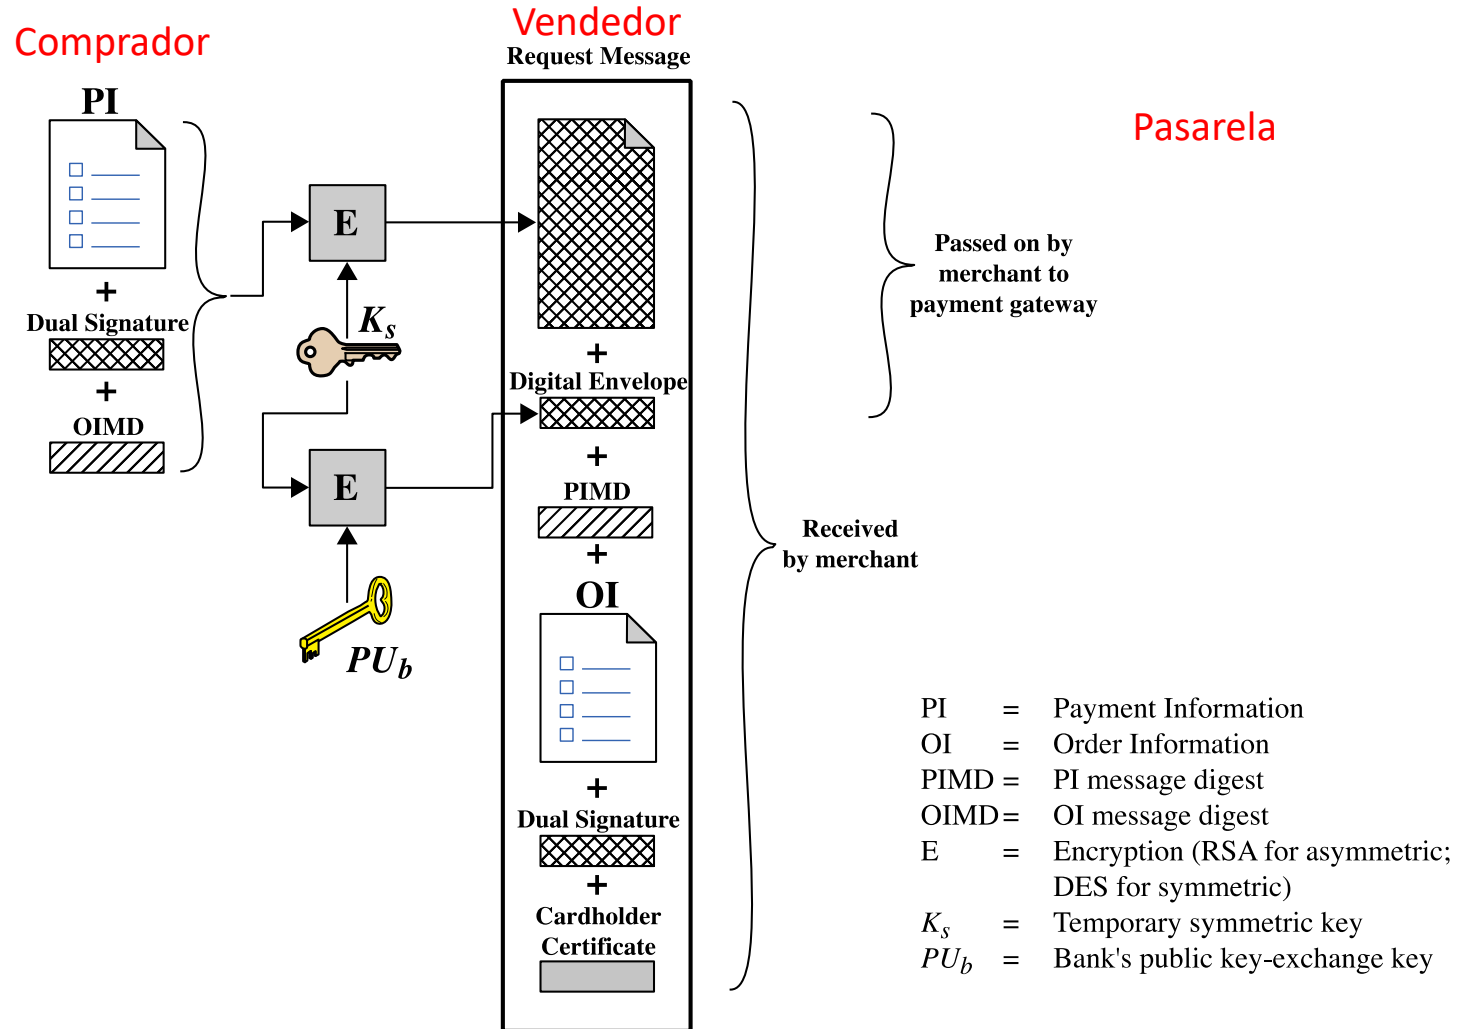 Comprador
Vendedor
Request Message
Pasarela
PI
+
Dual Signature
+
OIMD
E
Ks
E
PUb
+
Digital Envelope
+
PIMD
+
OI
+
Dual Signature
+
Cardholder
Certificate
Passed on by
merchant to
payment gateway
Received
by merchant
PI = Payment Information
OI = Order Information
PIMD = PI message digest
OIMD = OI message digest
E = Encryption (RSA for asymmetric;
DES for symmetric)
Ks = Temporary symmetric key
PUb = Bank's public key-exchange key